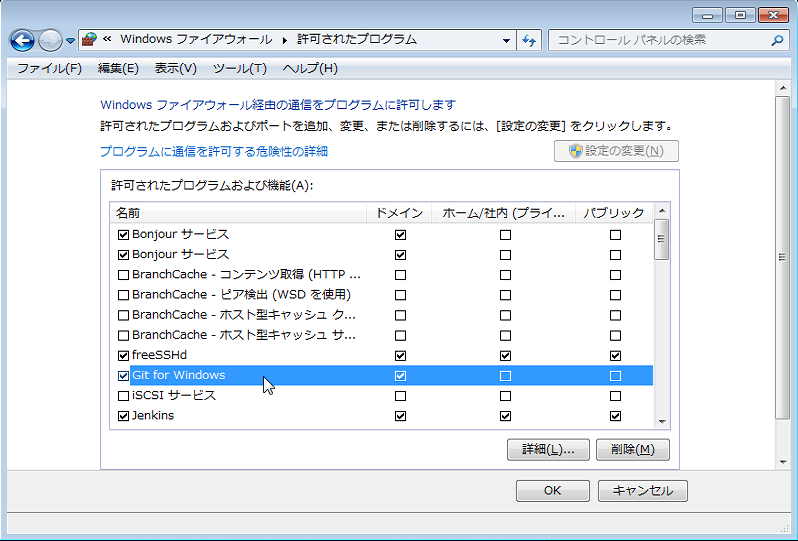 « Windows ファイアウォール ▸ 許可されたプログラム
コントロール パネルの検索
ファイル(F) 編集(E) 表示(V) ツール(T) ヘルプ(H)
Windows ファイアウォール経由の通信をプログラムに許可します
許可されたプログラムおよびポートを追加、変更、または削除するには、[設定の変更] をクリックします。
プログラムに通信を許可する危険性の詳細
設定の変更(N)
許可されたプログラムおよび機能(A):
名前 ドメイン ホーム/社内 (プライ... パブリック
Bonjour サービス
Bonjour サービス
BranchCache - コンテンツ取得 (HTTP ...
BranchCache - ピア検出 (WSD を使用)
BranchCache - ホスト型キャッシュ ク...
BranchCache - ホスト型キャッシュ サ...
freeSSHd
Git for Windows
iSCSI サービス
Jenkins
詳細(L)... 削除(M)
OK キャンセル